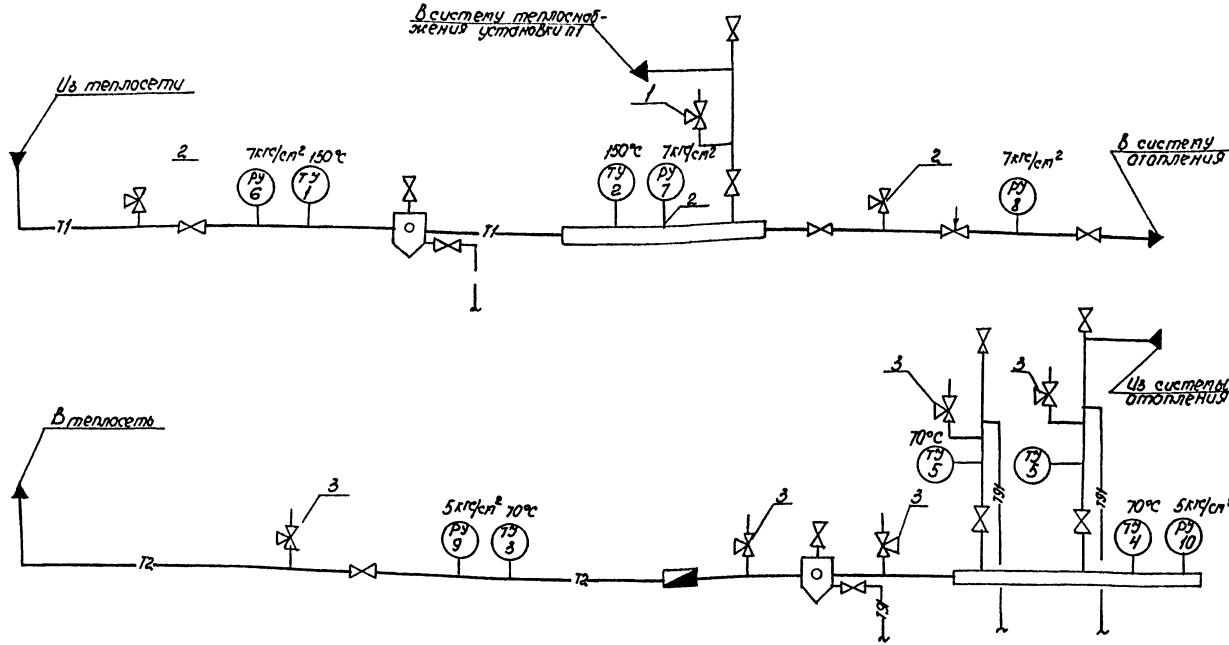 В систему теплоснаб-
жения установки П1
Из теплосети
1
В систему
отопления
2
7кгс/см² 150°С
150°С 7кгс/см²
2
7кгс/см²
РУ
6
ТУ
1
ТУ
2
РУ
7
2
РУ
8
Т1
Т1
3
3
Из системы
отопления
В теплосеть
70°С
ТУ
5
ТУ
5
3
5кгс/см² 70°С
3
3
Т91
Т91
70°С 5кгс/см²
РУ
9
ТУ
3
ТУ
4
РУ
10
Т2
Т2
Т91